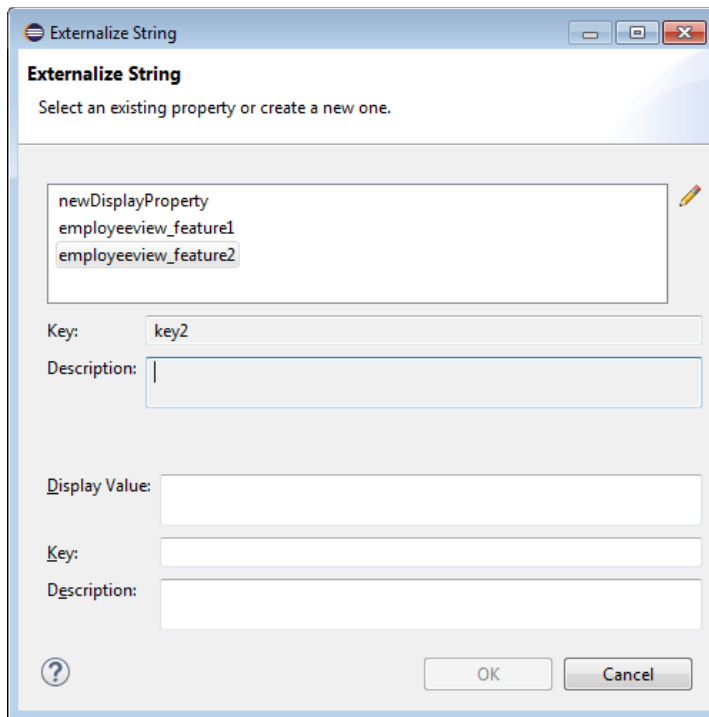 Externalize String
Externalize String
Select an existing property or create a new one.
newDisplayProperty
employeeview_feature1
employeeview_feature2
Key: key2
Description:
Display Value:
Key:
Description:
? OK Cancel